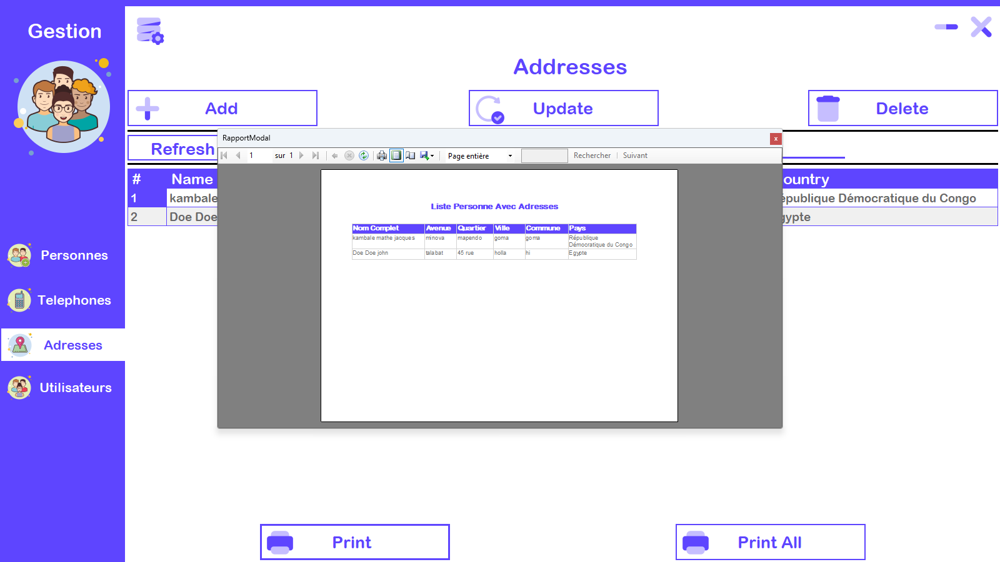 Gestion
Addresses
Add
Update
Delete
RapportModal
Refresh
1 sur 1 Page entière Rechercher Suivant
# Name ountry
1 kambale épublique Démocratique du Congo
2 Doe Doe gypte
Liste Personne Avec Adresses
Nom Complet Avenue Quartier Ville Commune Pays
kambale mathe jacques minova mapendo goma goma République
Démocratique du Congo
Doe Doe john talabat 45 rue holla hi Egypte
Personnes
Telephones
Adresses
Utilisateurs
Print
Print All